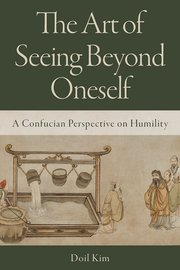 The Art of
Seeing Beyond
Oneself
A Confucian Perspective on Humility
Doil Kim